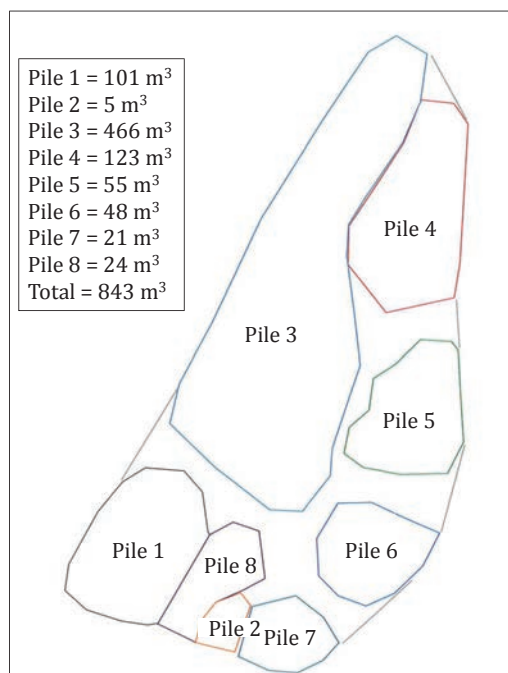 Pile 1 = 101 m³
Pile 2 = 5 m³
Pile 3 = 466 m³
Pile 4 = 123 m³
Pile 5 = 55 m³
Pile 6 = 48 m³
Pile 7 = 21 m³
Pile 8 = 24 m³
Total = 843 m³
Pile 4
Pile 3
Pile 5
Pile 1
Pile 8
Pile 6
Pile 2
Pile 7